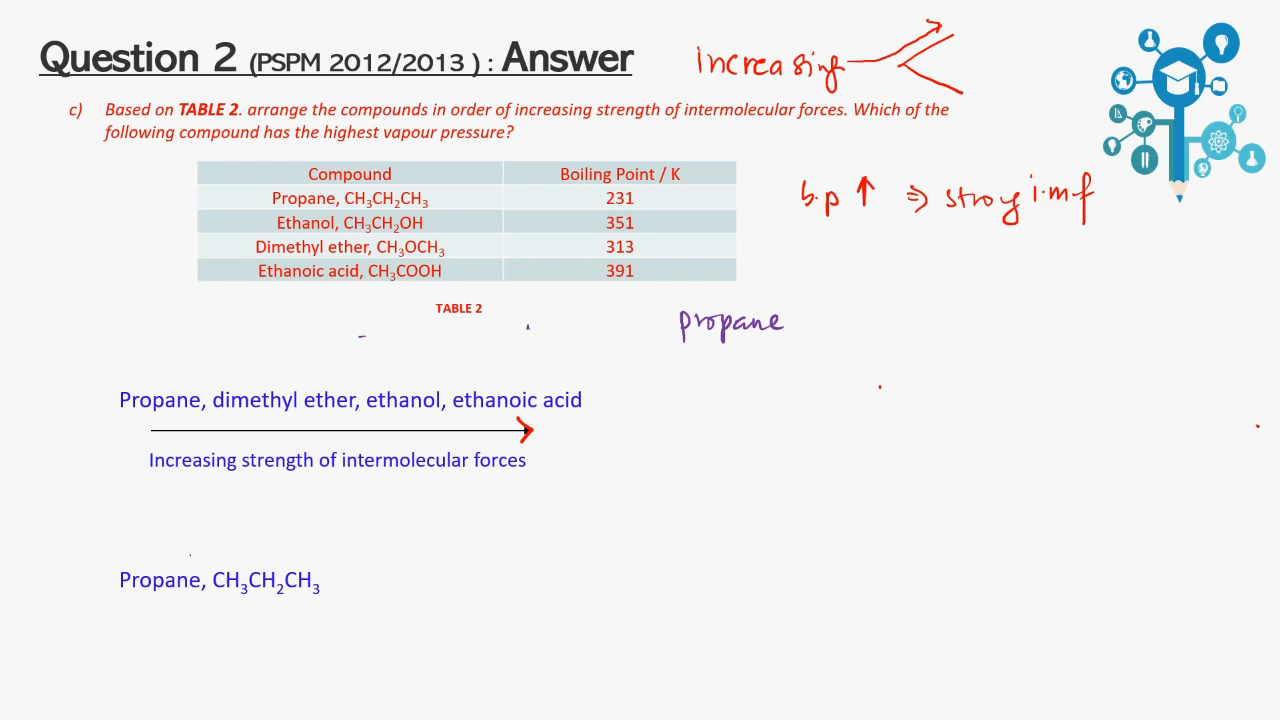 Question 2 (PSPM 2012/2013 ) : Answer
Increasing
c) Based on TABLE 2. arrange the compounds in order of increasing strength of intermolecular forces. Which of the
following compound has the highest vapour pressure?
Compound Boiling Point / K
Propane, CH₃CH₂CH₃ 231
Ethanol, CH₃CH₂OH 351
Dimethyl ether, CH₃OCH₃ 313
Ethanoic acid, CH₃COOH 391
b.p ↑ ⇒ strong i.m.f
TABLE 2
propane
Propane, dimethyl ether, ethanol, ethanoic acid
Increasing strength of intermolecular forces
Propane, CH₃CH₂CH₃